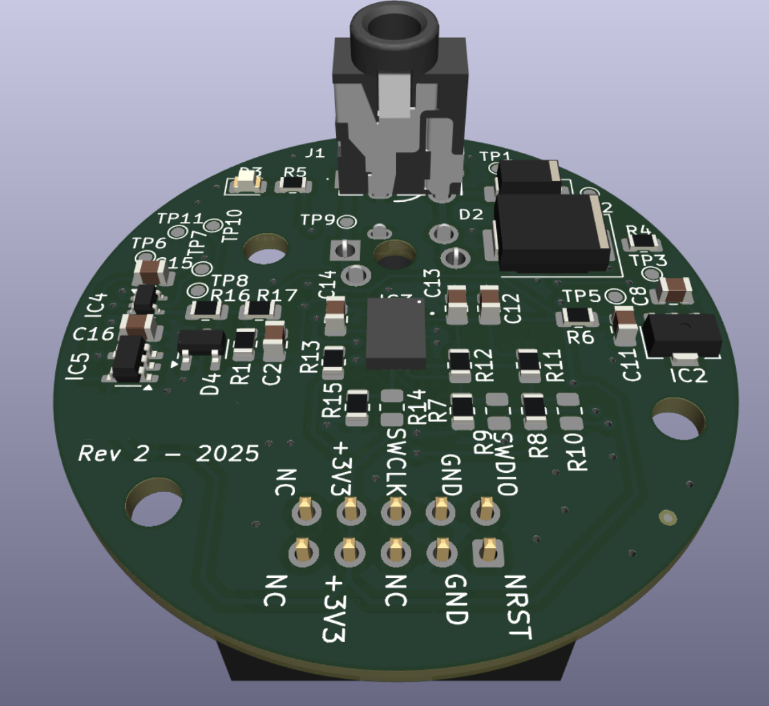 J1
TP1
R5
D2
R4
TP11
TP10
TP9
TP6
TP7
TP3
TP8
C14
C13
C8
IC4
R16
R17
C12
TP5
C16
R6
IC5
D4
R1
C2
R13
R12
R11
C11
IC2
R15
R14
R7
R9
R8
R10
Rev 2 – 2025
NC
+3V3
SWCLK
GND
SWDIO
NC
+3V3
NC
GND
NRST